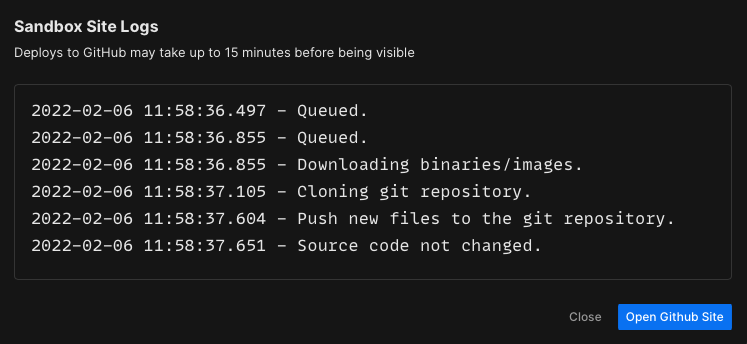 Sandbox Site Logs
Deploys to GitHub may take up to 15 minutes before being visible
2022-02-06 11:58:36.497 - Queued.
2022-02-06 11:58:36.855 - Queued.
2022-02-06 11:58:36.855 - Downloading binaries/images.
2022-02-06 11:58:37.105 - Cloning git repository.
2022-02-06 11:58:37.604 - Push new files to the git repository.
2022-02-06 11:58:37.651 - Source code not changed.
Close Open Github Site